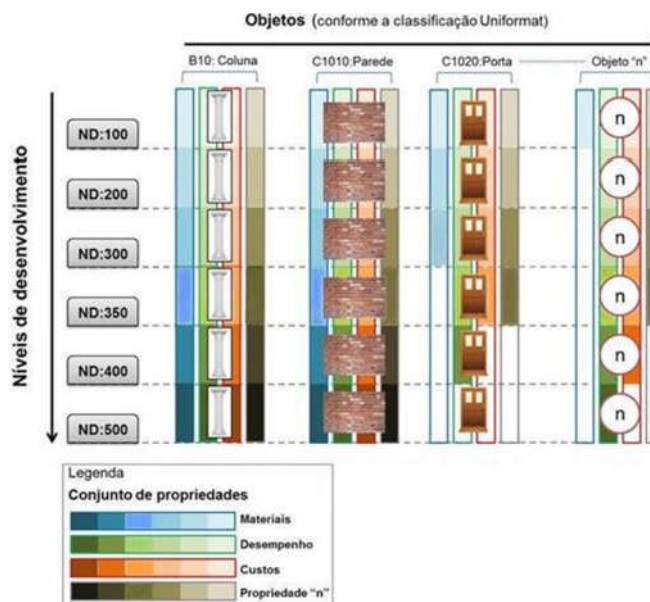 Objetos (conforme a classificação Uniformat)
B10: Coluna C1010:Parede C1020:Porta Objeto "n"
Níveis de desenvolvimento
ND:100
n
ND:200
n
ND:300
n
ND:350
n
ND:400
n
ND:500
n
Legenda
Conjunto de propriedades
Materiais
Desempenho
Custos
Propriedade "n"